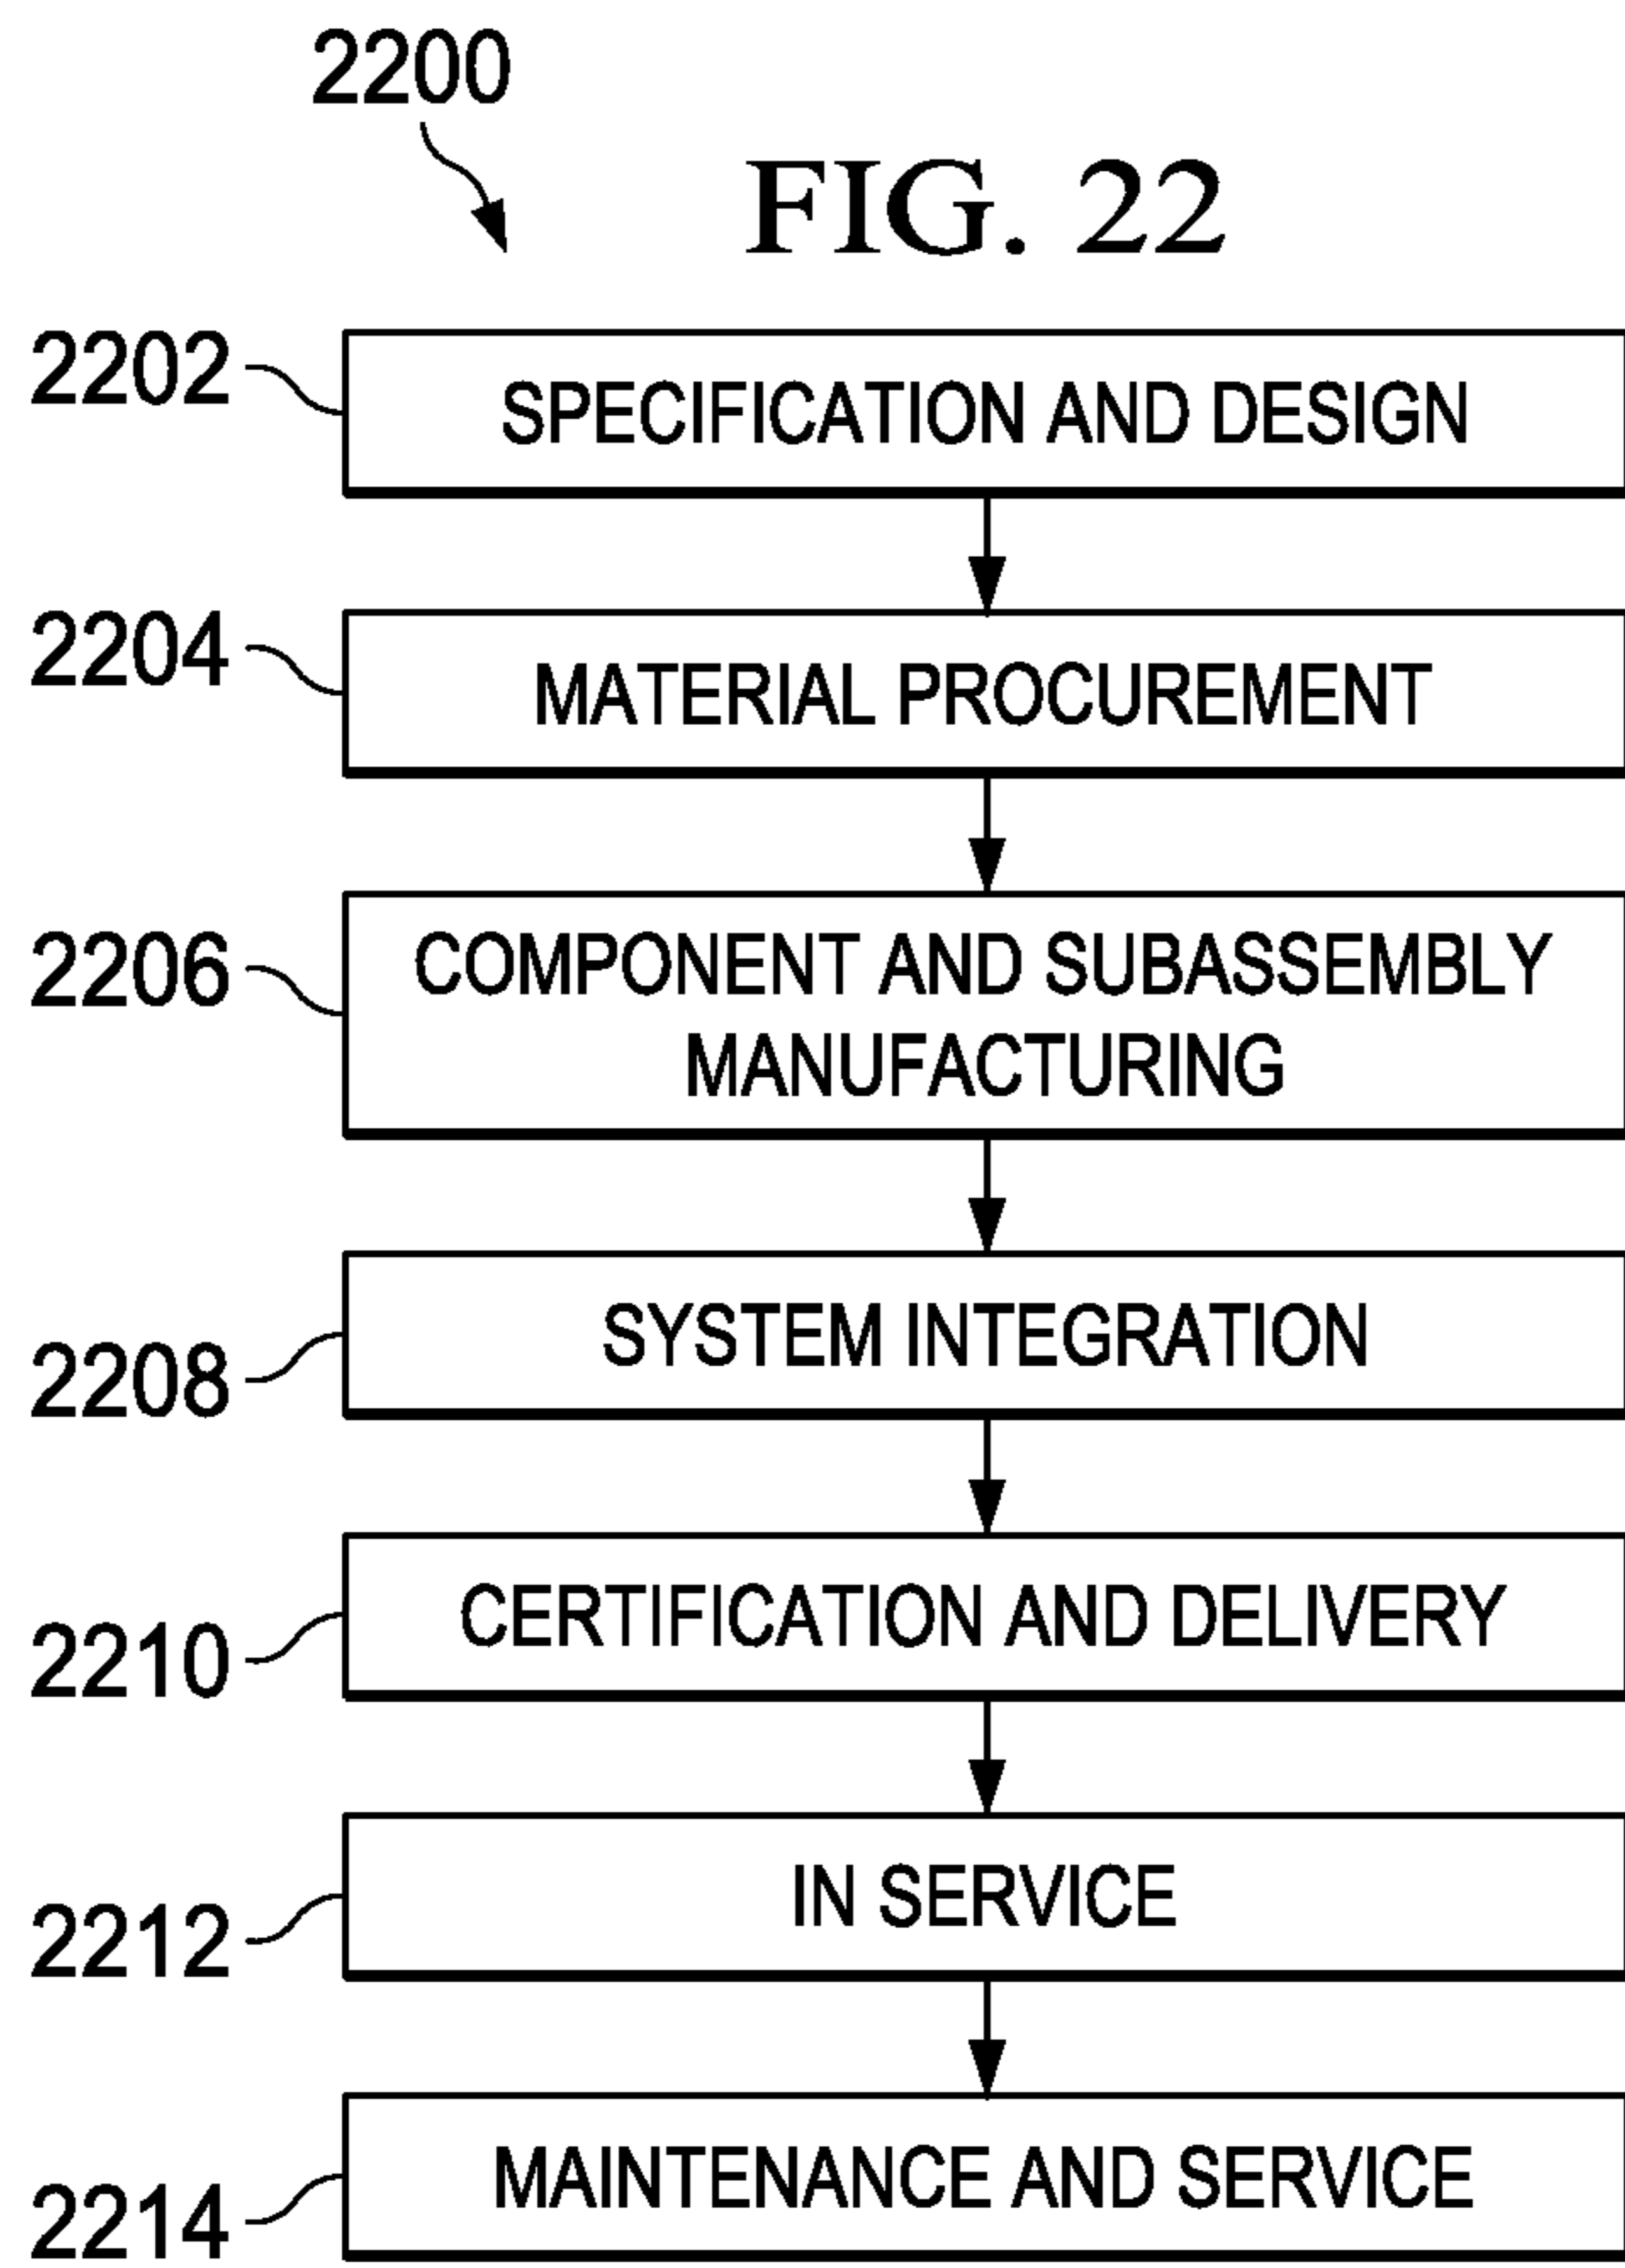 2200
FIG. 22
2202
SPECIFICATION AND DESIGN
2204
MATERIAL PROCUREMENT
2206
COMPONENT AND SUBASSEMBLY
MANUFACTURING
2208
SYSTEM INTEGRATION
2210
CERTIFICATION AND DELIVERY
2212
IN SERVICE
2214
MAINTENANCE AND SERVICE